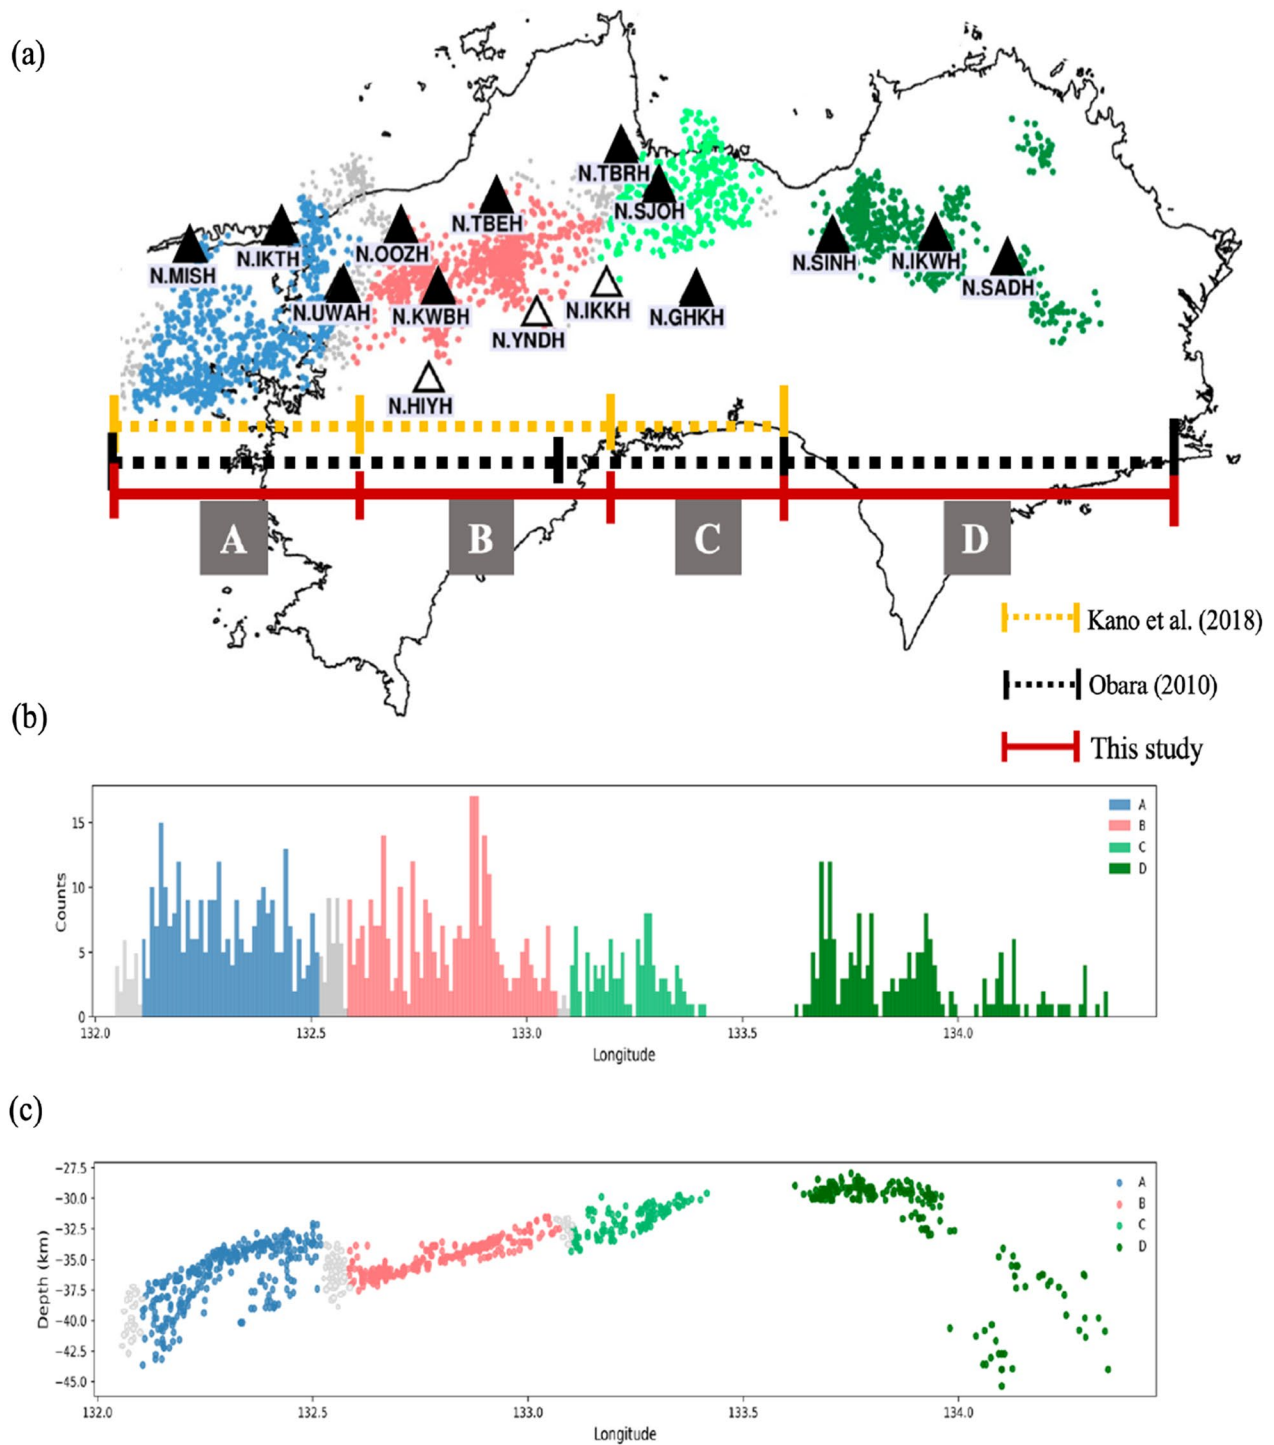 (a)
N.TBRH
N.SJOH
N.TBEH
N.OOZH
N.IKTH
N.MISH
N.UWAH
N.KWBH
N.YNDH
N.IKKH
N.GHKH
N.HIYH
N.SINH
N.IKWH
N.SADH
A
B
C
D
Kano et al. (2018)
Obara (2010)
This study
(b)
Counts
15
10
5
0
A
B
C
D
132.0
132.5
133.0
133.5
134.0
Longitude
(c)
Depth (km)
−27.5
−30.0
−32.5
−35.0
−37.5
−40.0
−42.5
−45.0
A
B
C
D
132.0
132.5
133.0
133.5
134.0
Longitude